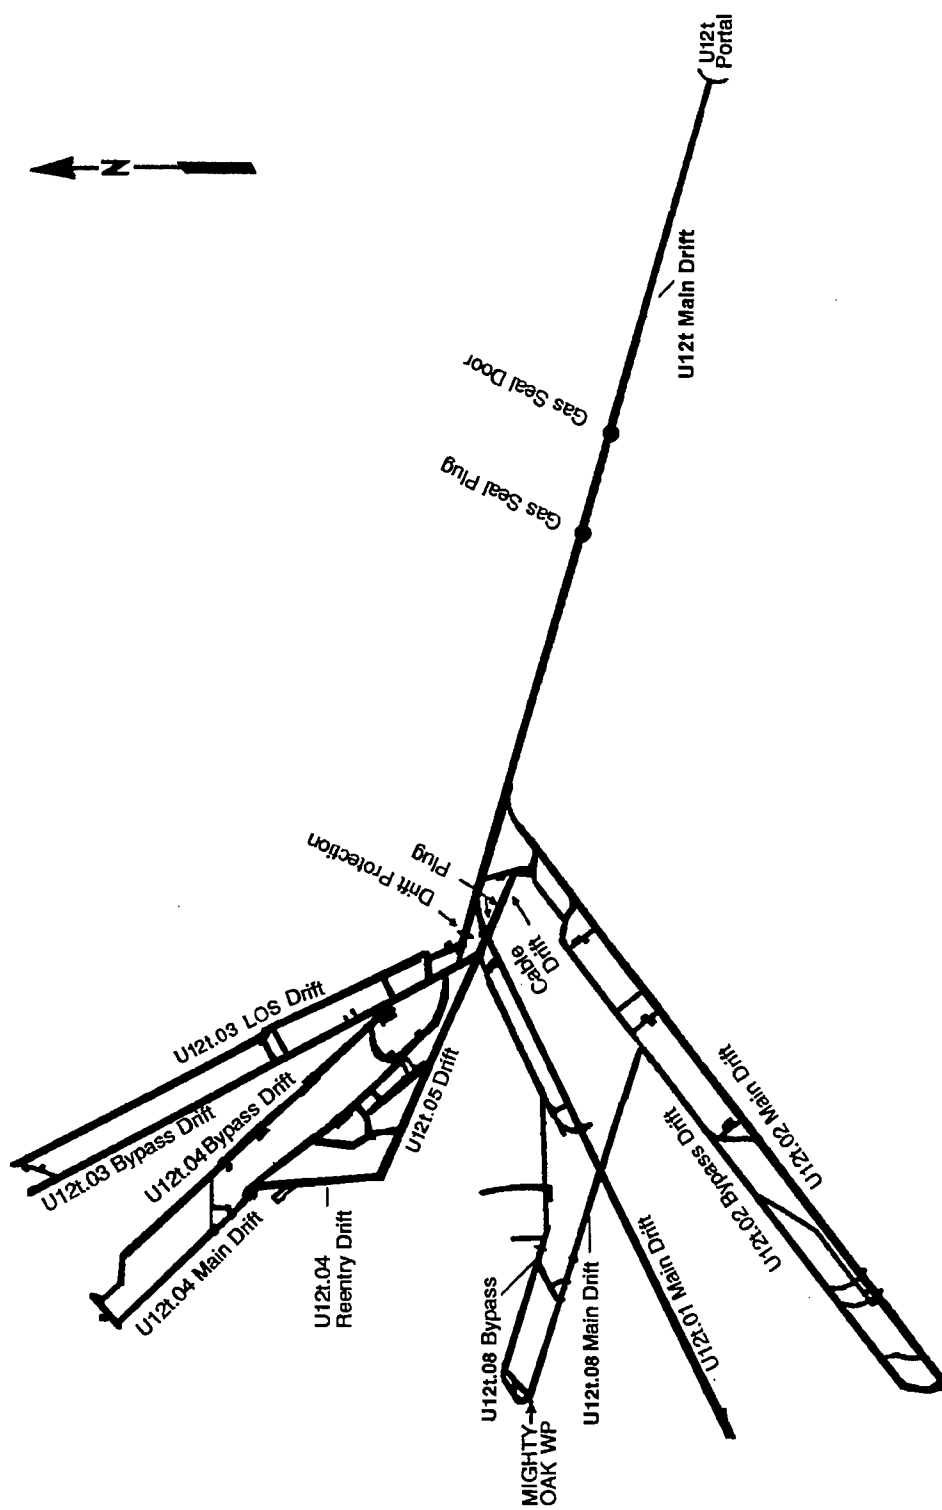 U12t
Portal
N
U12t Main Drift
Gas Seal Door
Gas Seal Plug
Drift Protection
Plug
Cable
Drift
U12t.03 LOS Drift
U12t.03 Bypass Drift
U12t.04 Bypass Drift
U12t.04 Main Drift
U12t.04
Reentry Drift
U12t.05 Drift
U12t.08 Bypass
U12t.08 Main Drift
MIGHTY
OAK WP
U12t.01 Main Drift
U12t.02 Bypass Drift
U12t.02 Main Drift